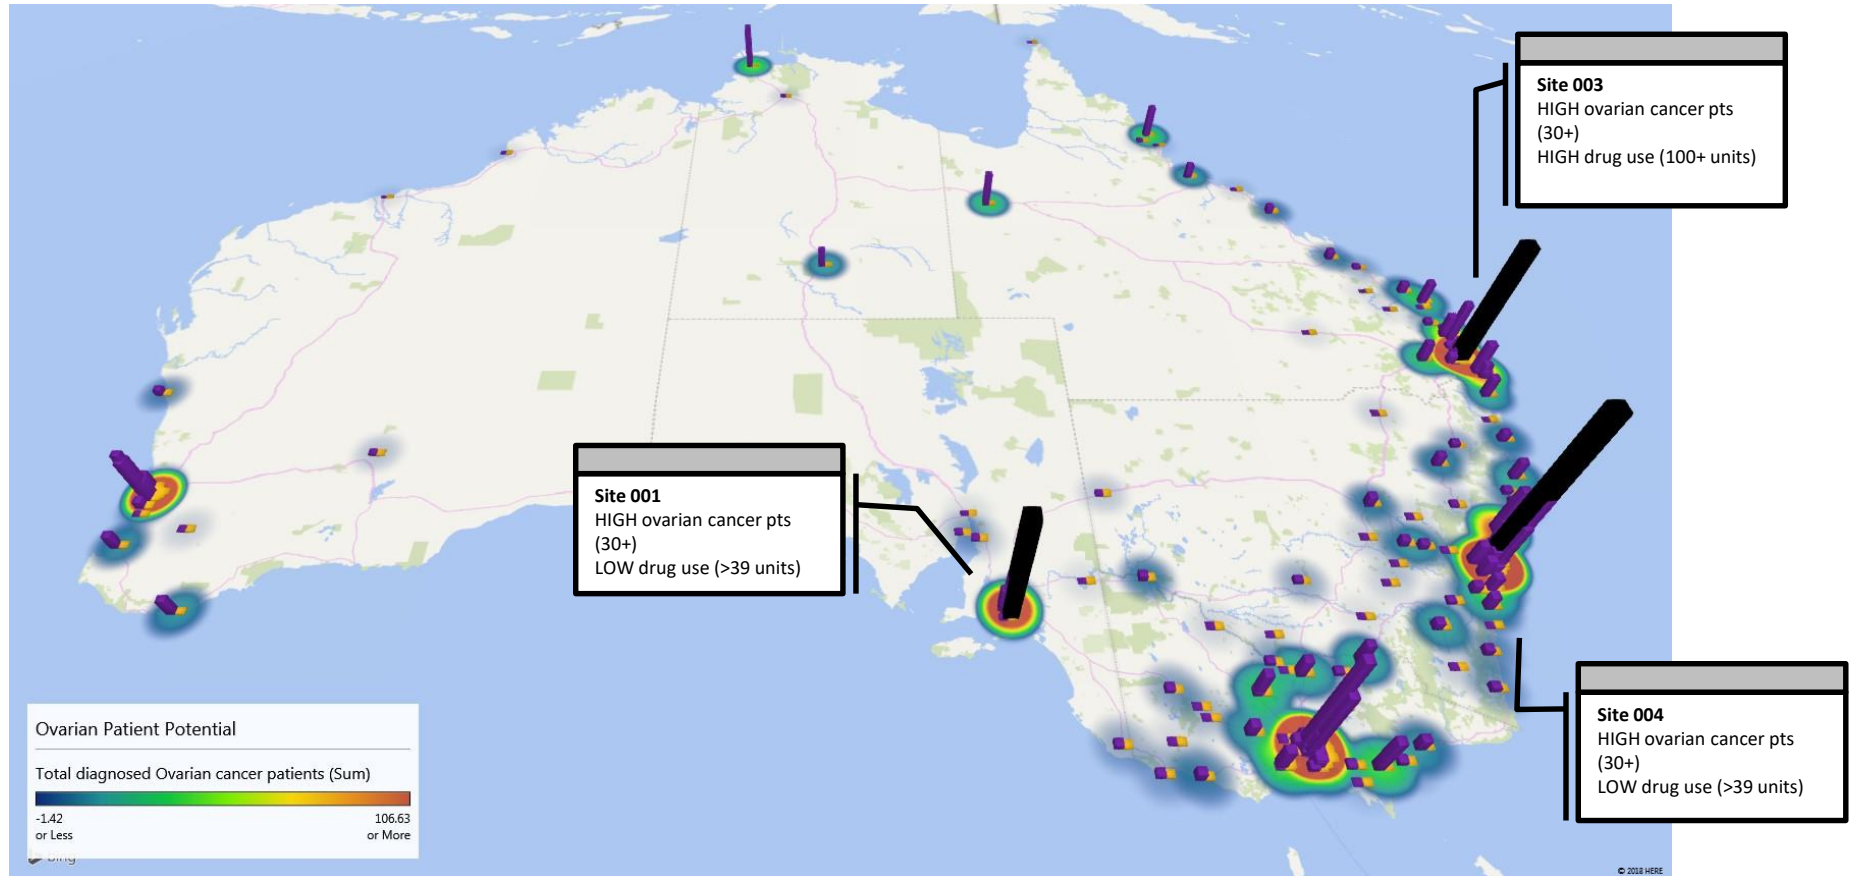 Site 003
HIGH ovarian cancer pts
(30+)
HIGH drug use (100+ units)
Site 001
HIGH ovarian cancer pts
(30+)
LOW drug use (>39 units)
Site 004
HIGH ovarian cancer pts
(30+)
LOW drug use (>39 units)
Ovarian Patient Potential
Total diagnosed Ovarian cancer patients (Sum)
-1.42
or Less
106.63
or More
bing
© 2018 HERE